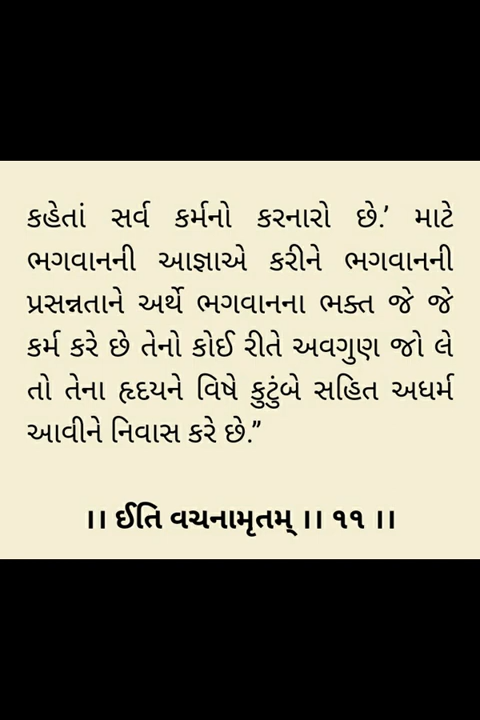 કહેતાં સર્વ કર્મનો કરનારો છે.’ માટે
ભગવાનની આજ્ઞાએ કરીને ભગવાનની
પ્રસન્નતાને અર્થે ભગવાનના ભક્ત જે જે
કર્મ કરે છે તેનો કોઈ રીતે અવગુણ જો લે
તો તેના હૃદયને વિષે કુટુંબે સહિત અધર્મ
આવીને નિવાસ કરે છે.”
।। ઈતિ વચનામૃતમ્ ।। ૧૧ ।।